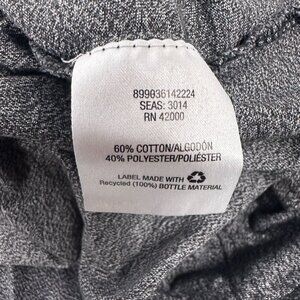 899036142224
SEAS: 3014
RN 42000
60% COTTON/ALGODÓN
40% POLYESTER/POLIÉSTER
LABEL MADE WITH
Recycled (100%) BOTTLE MATERIAL